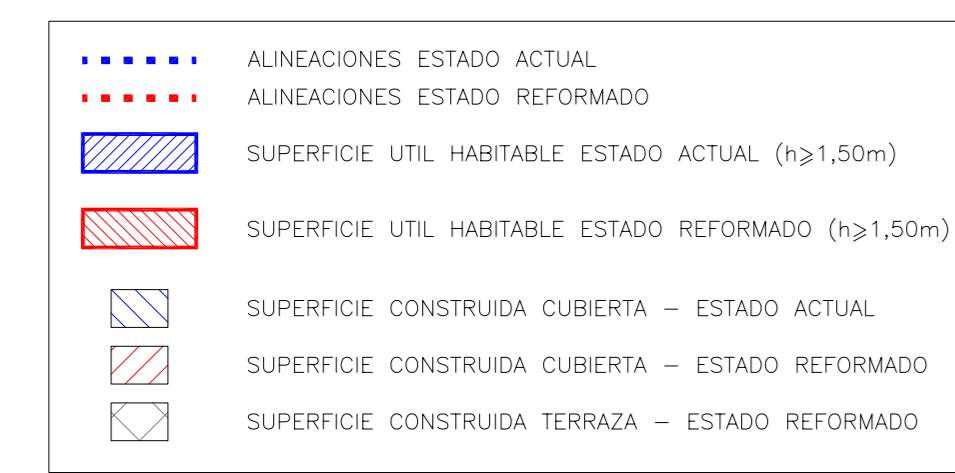 ALINEACIONES ESTADO ACTUAL
ALINEACIONES ESTADO REFORMADO
SUPERFICIE UTIL HABITABLE ESTADO ACTUAL (h⩾1,50m)
SUPERFICIE UTIL HABITABLE ESTADO REFORMADO (h⩾1,50m)
SUPERFICIE CONSTRUIDA CUBIERTA – ESTADO ACTUAL
SUPERFICIE CONSTRUIDA CUBIERTA – ESTADO REFORMADO
SUPERFICIE CONSTRUIDA TERRAZA – ESTADO REFORMADO